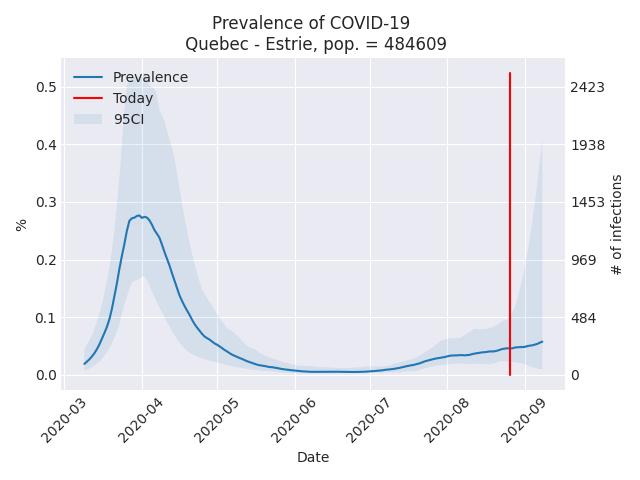 Prevalence of COVID-19
Quebec - Estrie, pop. = 484609
Prevalence
Today
95CI
0.5
0.4
0.3
0.2
0.1
0.0
%
2423
1938
1453
969
484
0
# of infections
2020-03
2020-04
2020-05
2020-06
2020-07
2020-08
2020-09
Date